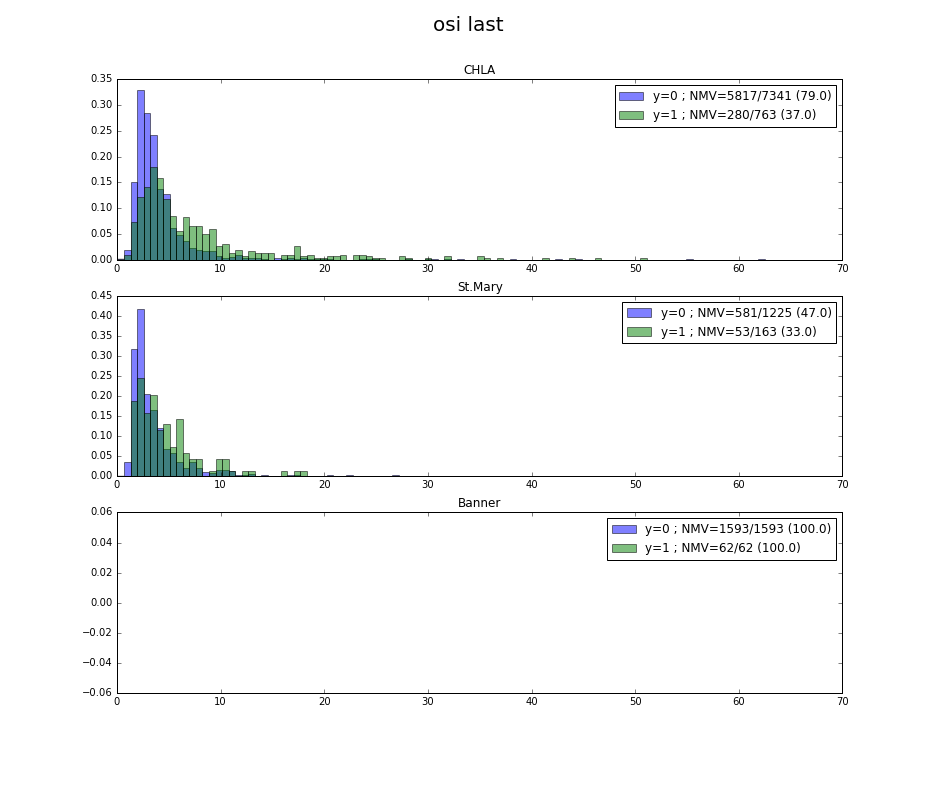 osi last
CHLA
0.35
0.30
0.25
0.20
0.15
0.10
0.05
0.00
y=0 ; NMV=5817/7341 (79.0)
y=1 ; NMV=280/763 (37.0)
0 10 20 30 40 50 60 70
St.Mary
0.45
0.40
0.35
0.30
0.25
0.20
0.15
0.10
0.05
0.00
y=0 ; NMV=581/1225 (47.0)
y=1 ; NMV=53/163 (33.0)
0 10 20 30 40 50 60 70
Banner
0.06
0.04
0.02
0.00
−0.02
−0.04
−0.06
y=0 ; NMV=1593/1593 (100.0)
y=1 ; NMV=62/62 (100.0)
0 10 20 30 40 50 60 70